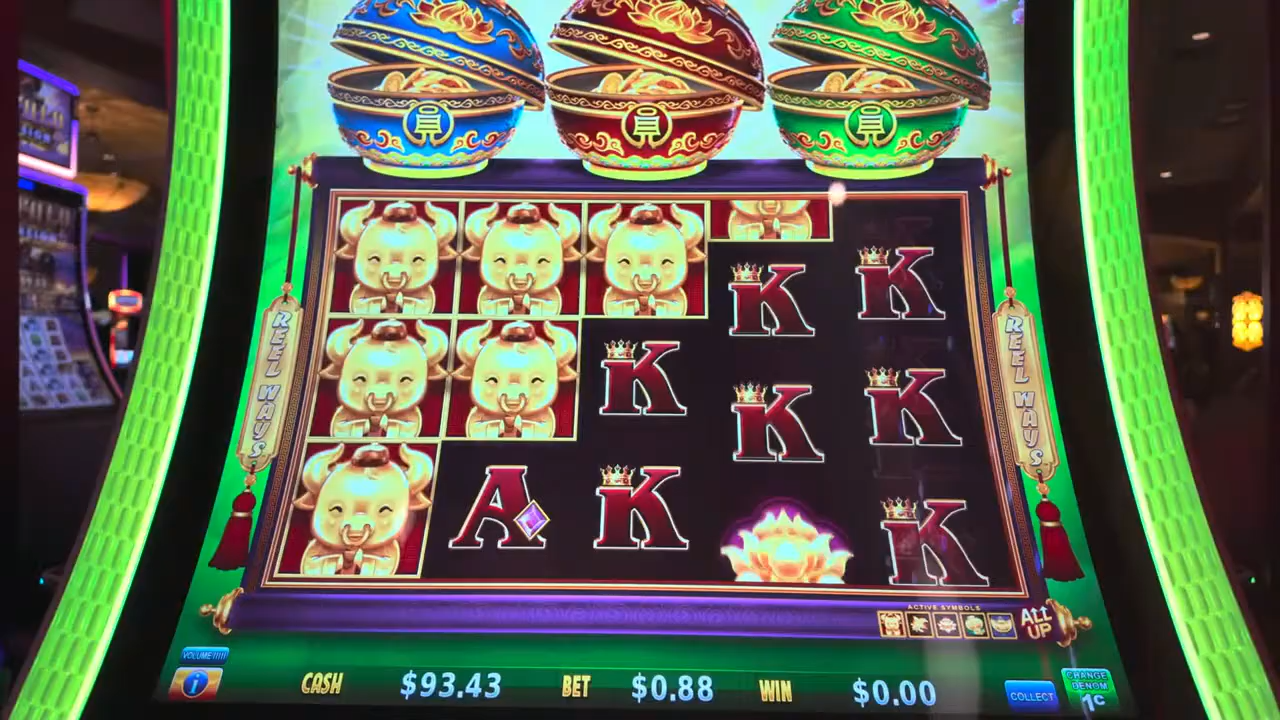 REEL WAYS
REEL WAYS
K
K
K
K
K
A
K
K
ACTIVE SYMBOLS
ALL UP
VOLUME
i
CASH $93.43 BET $0.88 WIN $0.00
COLLECT
CHANGE DENOM
1¢